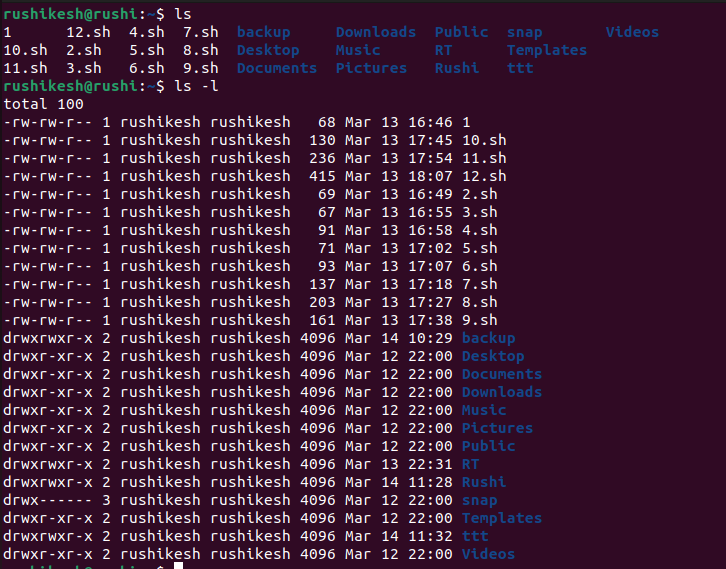 rushikesh@rushi:~$ ls
1      12.sh  4.sh  7.sh  backup     Downloads  Public  snap       Videos
10.sh  2.sh   5.sh  8.sh  Desktop    Music      RT      Templates
11.sh  3.sh   6.sh  9.sh  Documents  Pictures   Rushi   ttt
rushikesh@rushi:~$ ls -l
total 100
-rw-rw-r-- 1 rushikesh rushikesh   68 Mar 13 16:46 1
-rw-rw-r-- 1 rushikesh rushikesh  130 Mar 13 17:45 10.sh
-rw-rw-r-- 1 rushikesh rushikesh  236 Mar 13 17:54 11.sh
-rw-rw-r-- 1 rushikesh rushikesh  415 Mar 13 18:07 12.sh
-rw-rw-r-- 1 rushikesh rushikesh   69 Mar 13 16:49 2.sh
-rw-rw-r-- 1 rushikesh rushikesh   67 Mar 13 16:55 3.sh
-rw-rw-r-- 1 rushikesh rushikesh   91 Mar 13 16:58 4.sh
-rw-rw-r-- 1 rushikesh rushikesh   71 Mar 13 17:02 5.sh
-rw-rw-r-- 1 rushikesh rushikesh   93 Mar 13 17:07 6.sh
-rw-rw-r-- 1 rushikesh rushikesh  137 Mar 13 17:18 7.sh
-rw-rw-r-- 1 rushikesh rushikesh  203 Mar 13 17:27 8.sh
-rw-rw-r-- 1 rushikesh rushikesh  161 Mar 13 17:38 9.sh
drwxrwxr-x 2 rushikesh rushikesh 4096 Mar 14 10:29 backup
drwxr-xr-x 2 rushikesh rushikesh 4096 Mar 12 22:00 Desktop
drwxr-xr-x 2 rushikesh rushikesh 4096 Mar 12 22:00 Documents
drwxr-xr-x 2 rushikesh rushikesh 4096 Mar 12 22:00 Downloads
drwxr-xr-x 2 rushikesh rushikesh 4096 Mar 12 22:00 Music
drwxr-xr-x 2 rushikesh rushikesh 4096 Mar 12 22:00 Pictures
drwxr-xr-x 2 rushikesh rushikesh 4096 Mar 12 22:00 Public
drwxrwxr-x 2 rushikesh rushikesh 4096 Mar 13 22:31 RT
drwxrwxr-x 2 rushikesh rushikesh 4096 Mar 14 11:28 Rushi
drwx------ 3 rushikesh rushikesh 4096 Mar 12 22:00 snap
drwxr-xr-x 2 rushikesh rushikesh 4096 Mar 12 22:00 Templates
drwxrwxr-x 2 rushikesh rushikesh 4096 Mar 14 11:32 ttt
drwxr-xr-x 2 rushikesh rushikesh 4096 Mar 12 22:00 Videos
rushikesh@rushi:~$